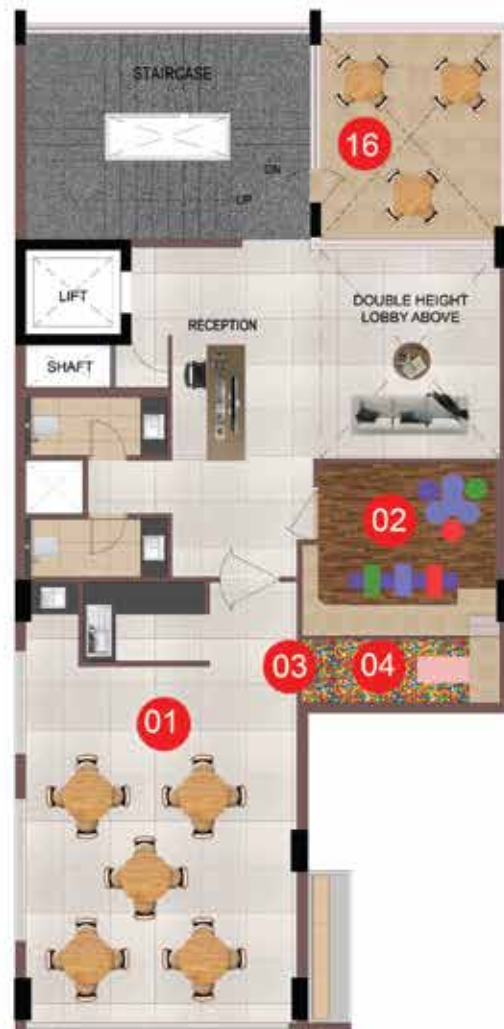 STAIRCASE
16
DN
UP
LIFT
DOUBLE HEIGHT
LOBBY ABOVE
RECEPTION
SHAFT
02
03
04
01